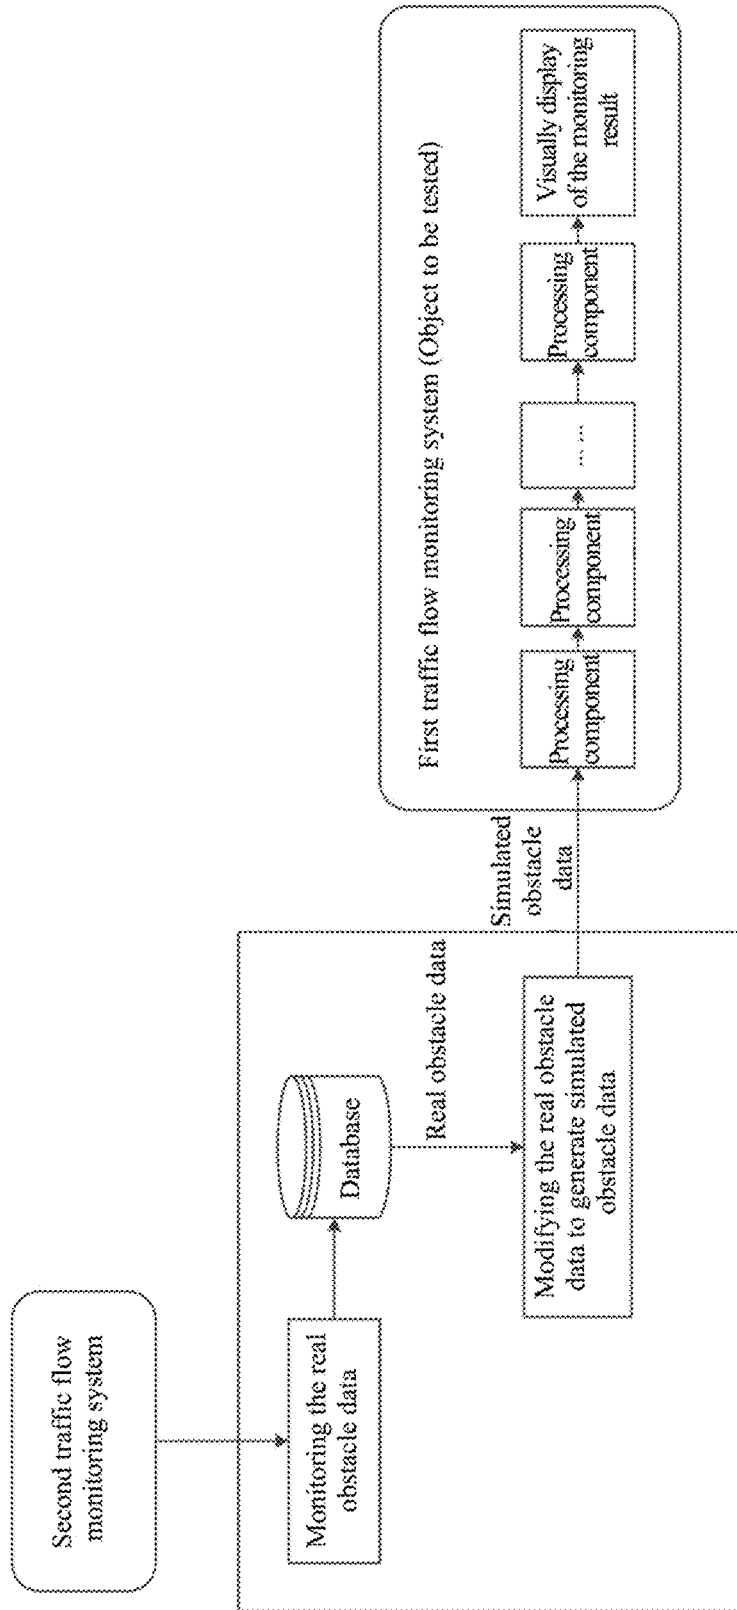 Second traffic flow
monitoring system
Monitoring the real
obstacle data
Database
Real obstacle data
Modifying the real obstacle
data to generate simulated
obstacle data
Simulated
obstacle
data
First traffic flow monitoring system (Object to be tested)
Processing
component
Processing
component
... ...
Processing
component
Visually display
of the monitoring
result